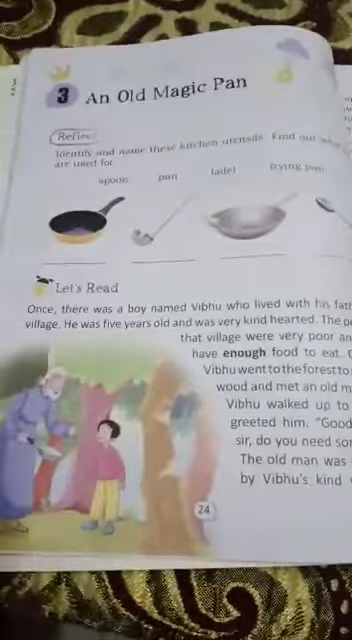 3 An Old Magic Pan
Reflect
Identify and name these kitchen utensils. Find out what
are used for
spoon pan ladel frying pan
Let's Read
Once, there was a boy named Vibhu who lived with his fath
village. He was five years old and was very kind hearted. The pe
that village were very poor an
have enough food to eat.
Vibhu went to the forest to
wood and met an old m
Vibhu walked up to
greeted him. "Good
sir, do you need som
The old man was
by Vibhu's kind
24